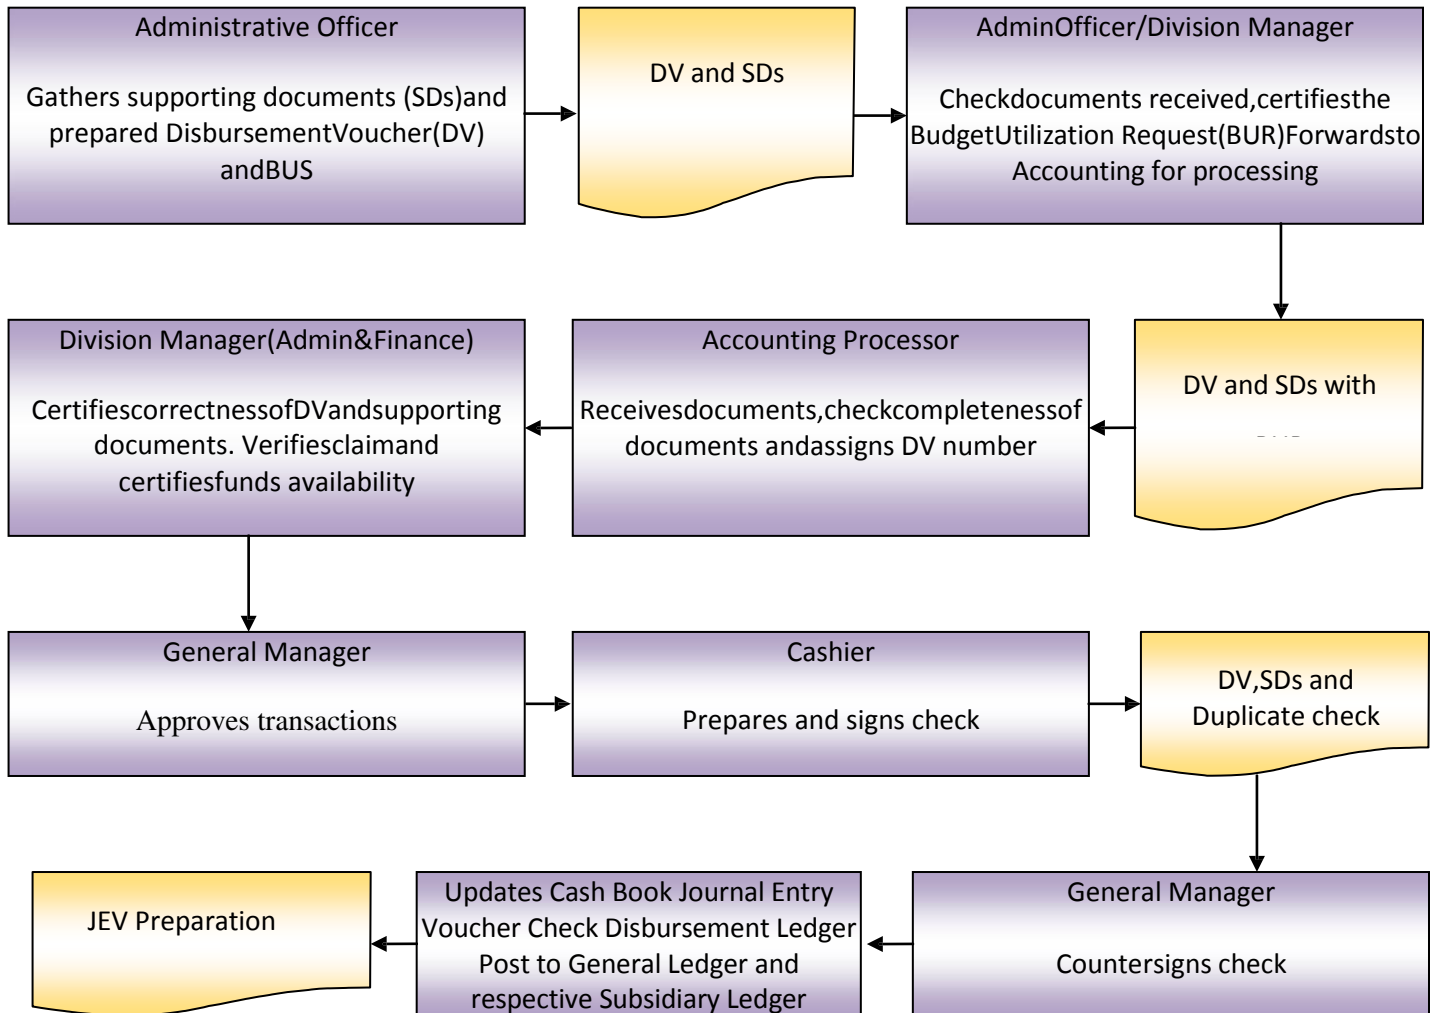 Administrative Officer
Gathers supporting documents (SDs)and
prepared DisbursementVoucher(DV)
andBUS
DV and SDs
AdminOfficer/Division Manager
Checkdocuments received,certifiesthe
BudgetUtilization Request(BUR)Forwardsto
Accounting for processing
DV and SDs with
Accounting Processor
Receivesdocuments,checkcompletenessof
documents andassigns DV number
Division Manager(Admin&Finance)
CertifiescorrectnessofDVandsupporting
documents. Verifiesclaimand
certifiesfunds availability
General Manager
Approves transactions
Cashier
Prepares and signs check
DV,SDs and
Duplicate check
General Manager
Countersigns check
Updates Cash Book Journal Entry
Voucher Check Disbursement Ledger
Post to General Ledger and
respective Subsidiary Ledger
JEV Preparation